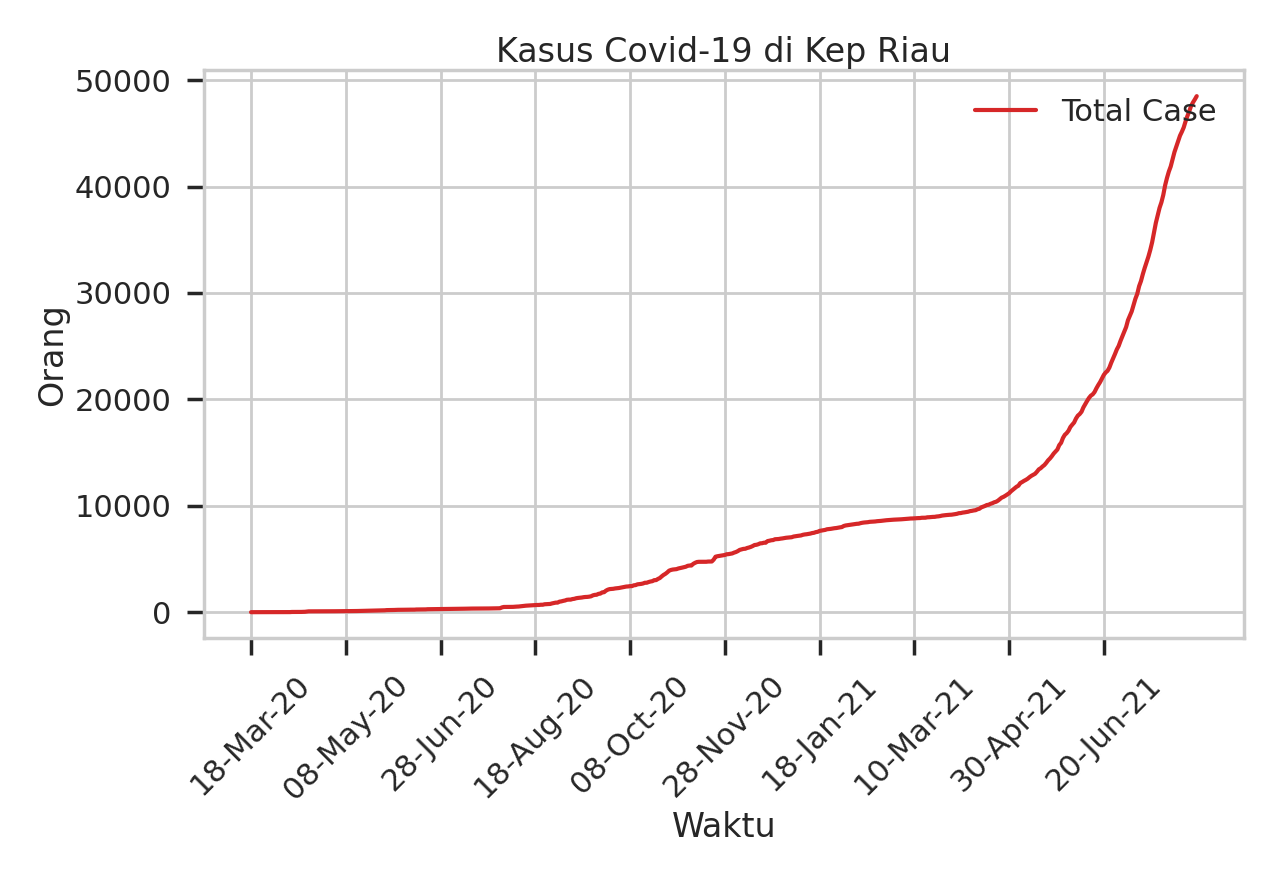 Kasus Covid-19 di Kep Riau
Total Case
Orang
50000
40000
30000
20000
10000
0
18-Mar-20
08-May-20
28-Jun-20
18-Aug-20
08-Oct-20
28-Nov-20
18-Jan-21
10-Mar-21
30-Apr-21
20-Jun-21
Waktu